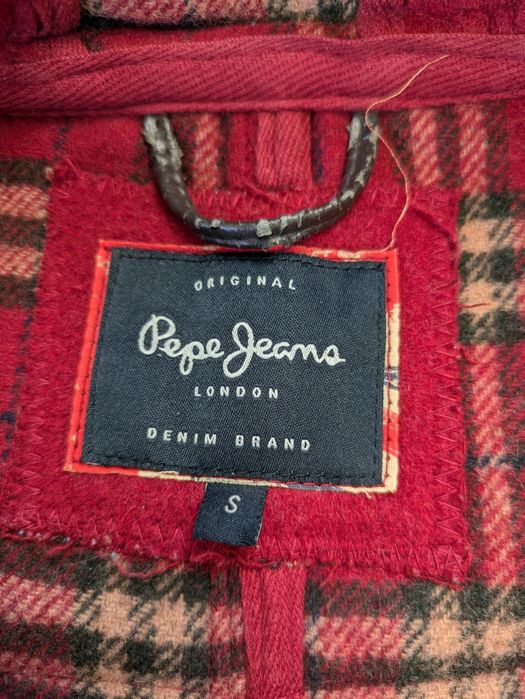 ORIGINAL
Pepe Jeans
LONDON
DENIM BRAND
S